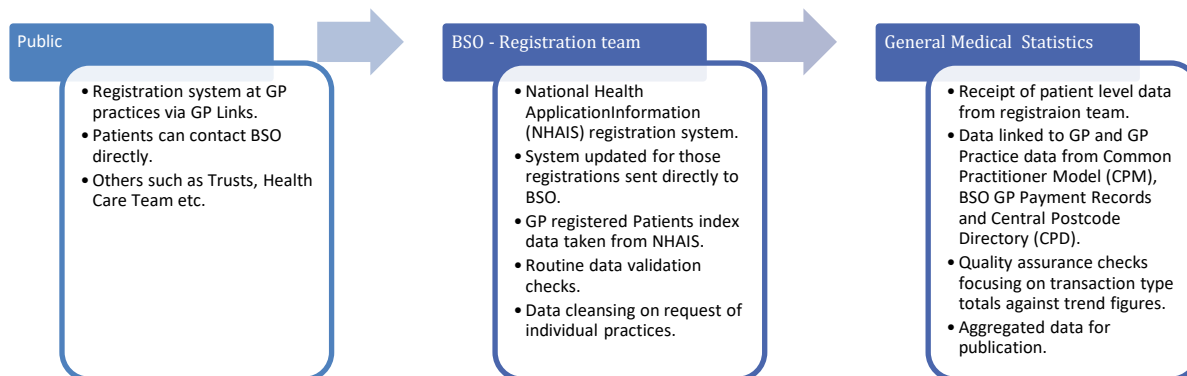 Public
• Registration system at GP
practices via GP Links.
• Patients can contact BSO
directly.
• Others such as Trusts, Health
Care Team etc.
BSO - Registration team
• National Health
ApplicationInformation
(NHAIS) registration system.
• System updated for those
registrations sent directly to
BSO.
• GP registered Patients index
data taken from NHAIS.
• Routine data validation
checks.
• Data cleansing on request of
individual practices.
General Medical Statistics
• Receipt of patient level data
from registraion team.
• Data linked to GP and GP
Practice data from Common
Practitioner Model (CPM),
BSO GP Payment Records
and Central Postcode
Directory (CPD).
• Quality assurance checks
focusing on transaction type
totals against trend figures.
• Aggregated data for
publication.